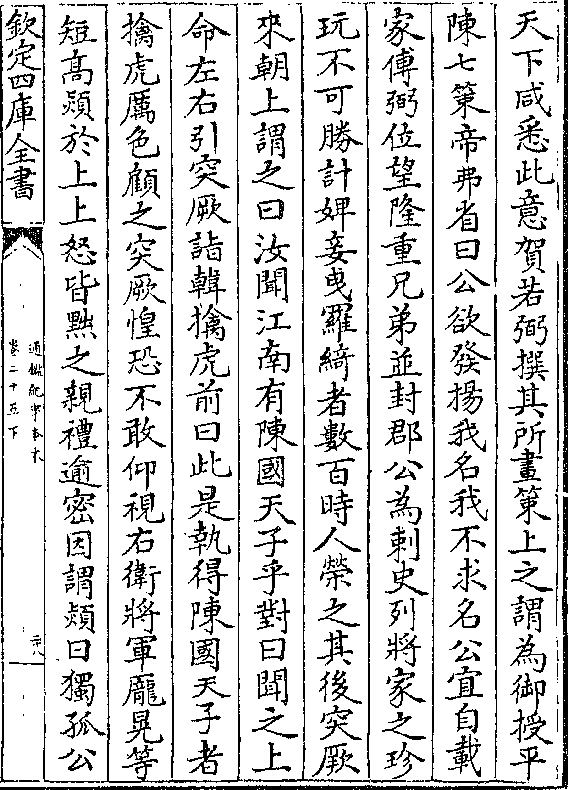 天下咸悉此意賀若弼撰其所畫策上之謂為御授平
陳七策帝弗省曰公欲發揚我名我不求名公宜自載
家傳弼位望隆重兄弟並封郡公為刺史列將家之珍
玩不可勝計婢妾曵羅綺者數百時人榮之其後突厥
來朝上謂之曰汝聞江南有陳國天子乎對曰聞之上
命左右引突厥詣韓擒虎前曰此是執得陳國天子者
擒虎厲色顧之突厥惶恐不敢仰視右衛將軍龎晃等
短髙熲於上上怒皆黜之親禮逾密因謂熲曰獨孤公
欽定四庫全書
通鑑紀事本末
卷二十五下
二十八